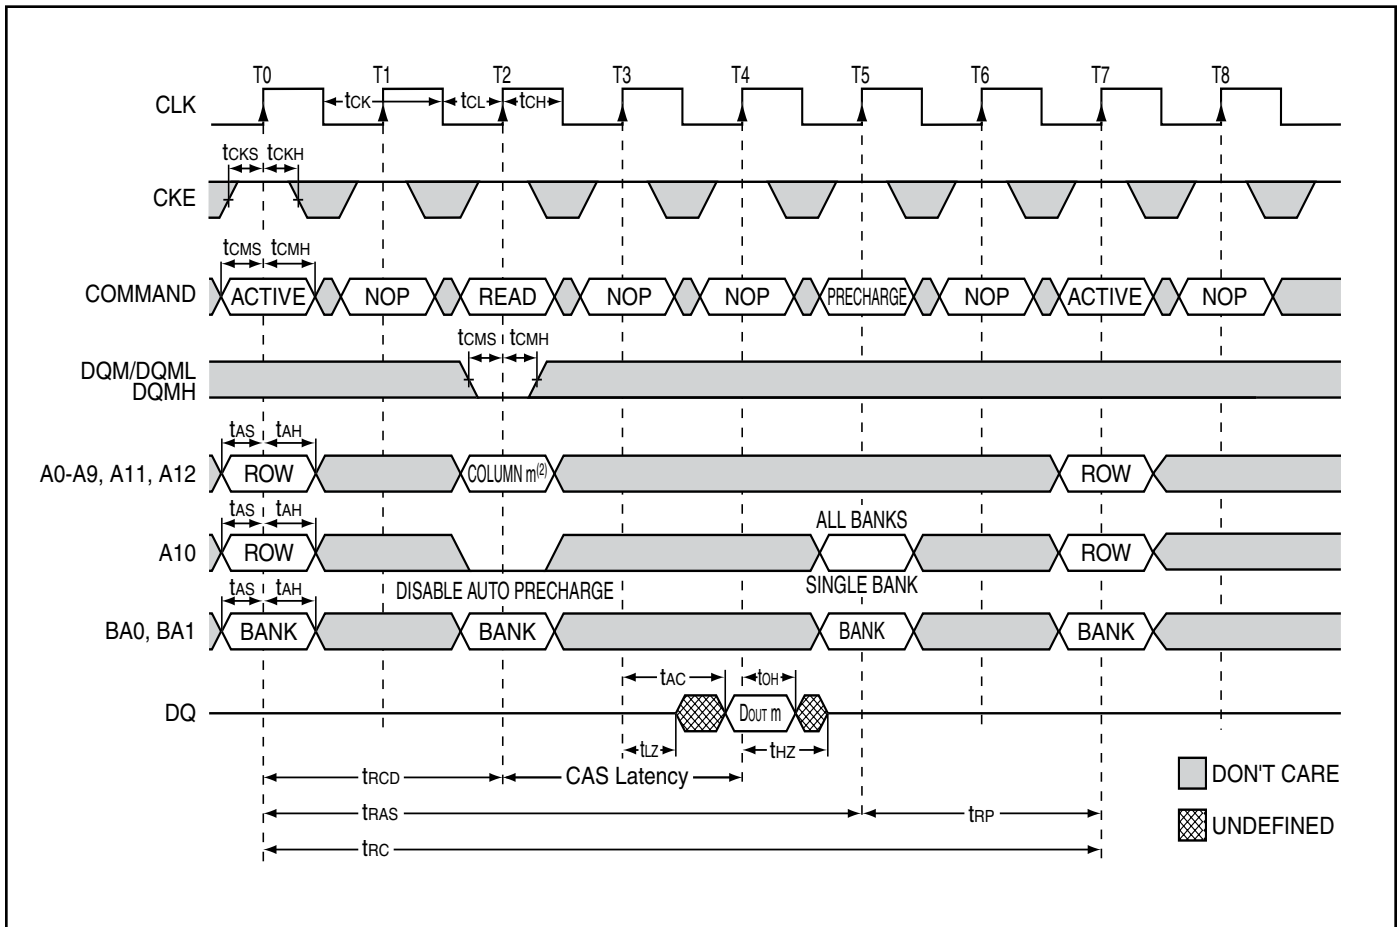 T0 T1 T2 T3 T4 T5 T6 T7 T8
CLK tCK tCL tCH
tCKS tCKH
CKE
tCMS tCMH
COMMAND ACTIVE NOP READ NOP NOP PRECHARGE NOP ACTIVE NOP
tCMS tCMH
DQM/DQML
DQMH
tAS tAH
A0-A9, A11, A12 ROW COLUMN m(2) ROW
tAS tAH ALL BANKS
A10 ROW ROW
tAS tAH DISABLE AUTO PRECHARGE SINGLE BANK
BA0, BA1 BANK BANK BANK BANK
tAC tOH
DQ DOUT m
tLZ tHZ
tRCD CAS Latency DON'T CARE
tRAS tRP
UNDEFINED
tRC